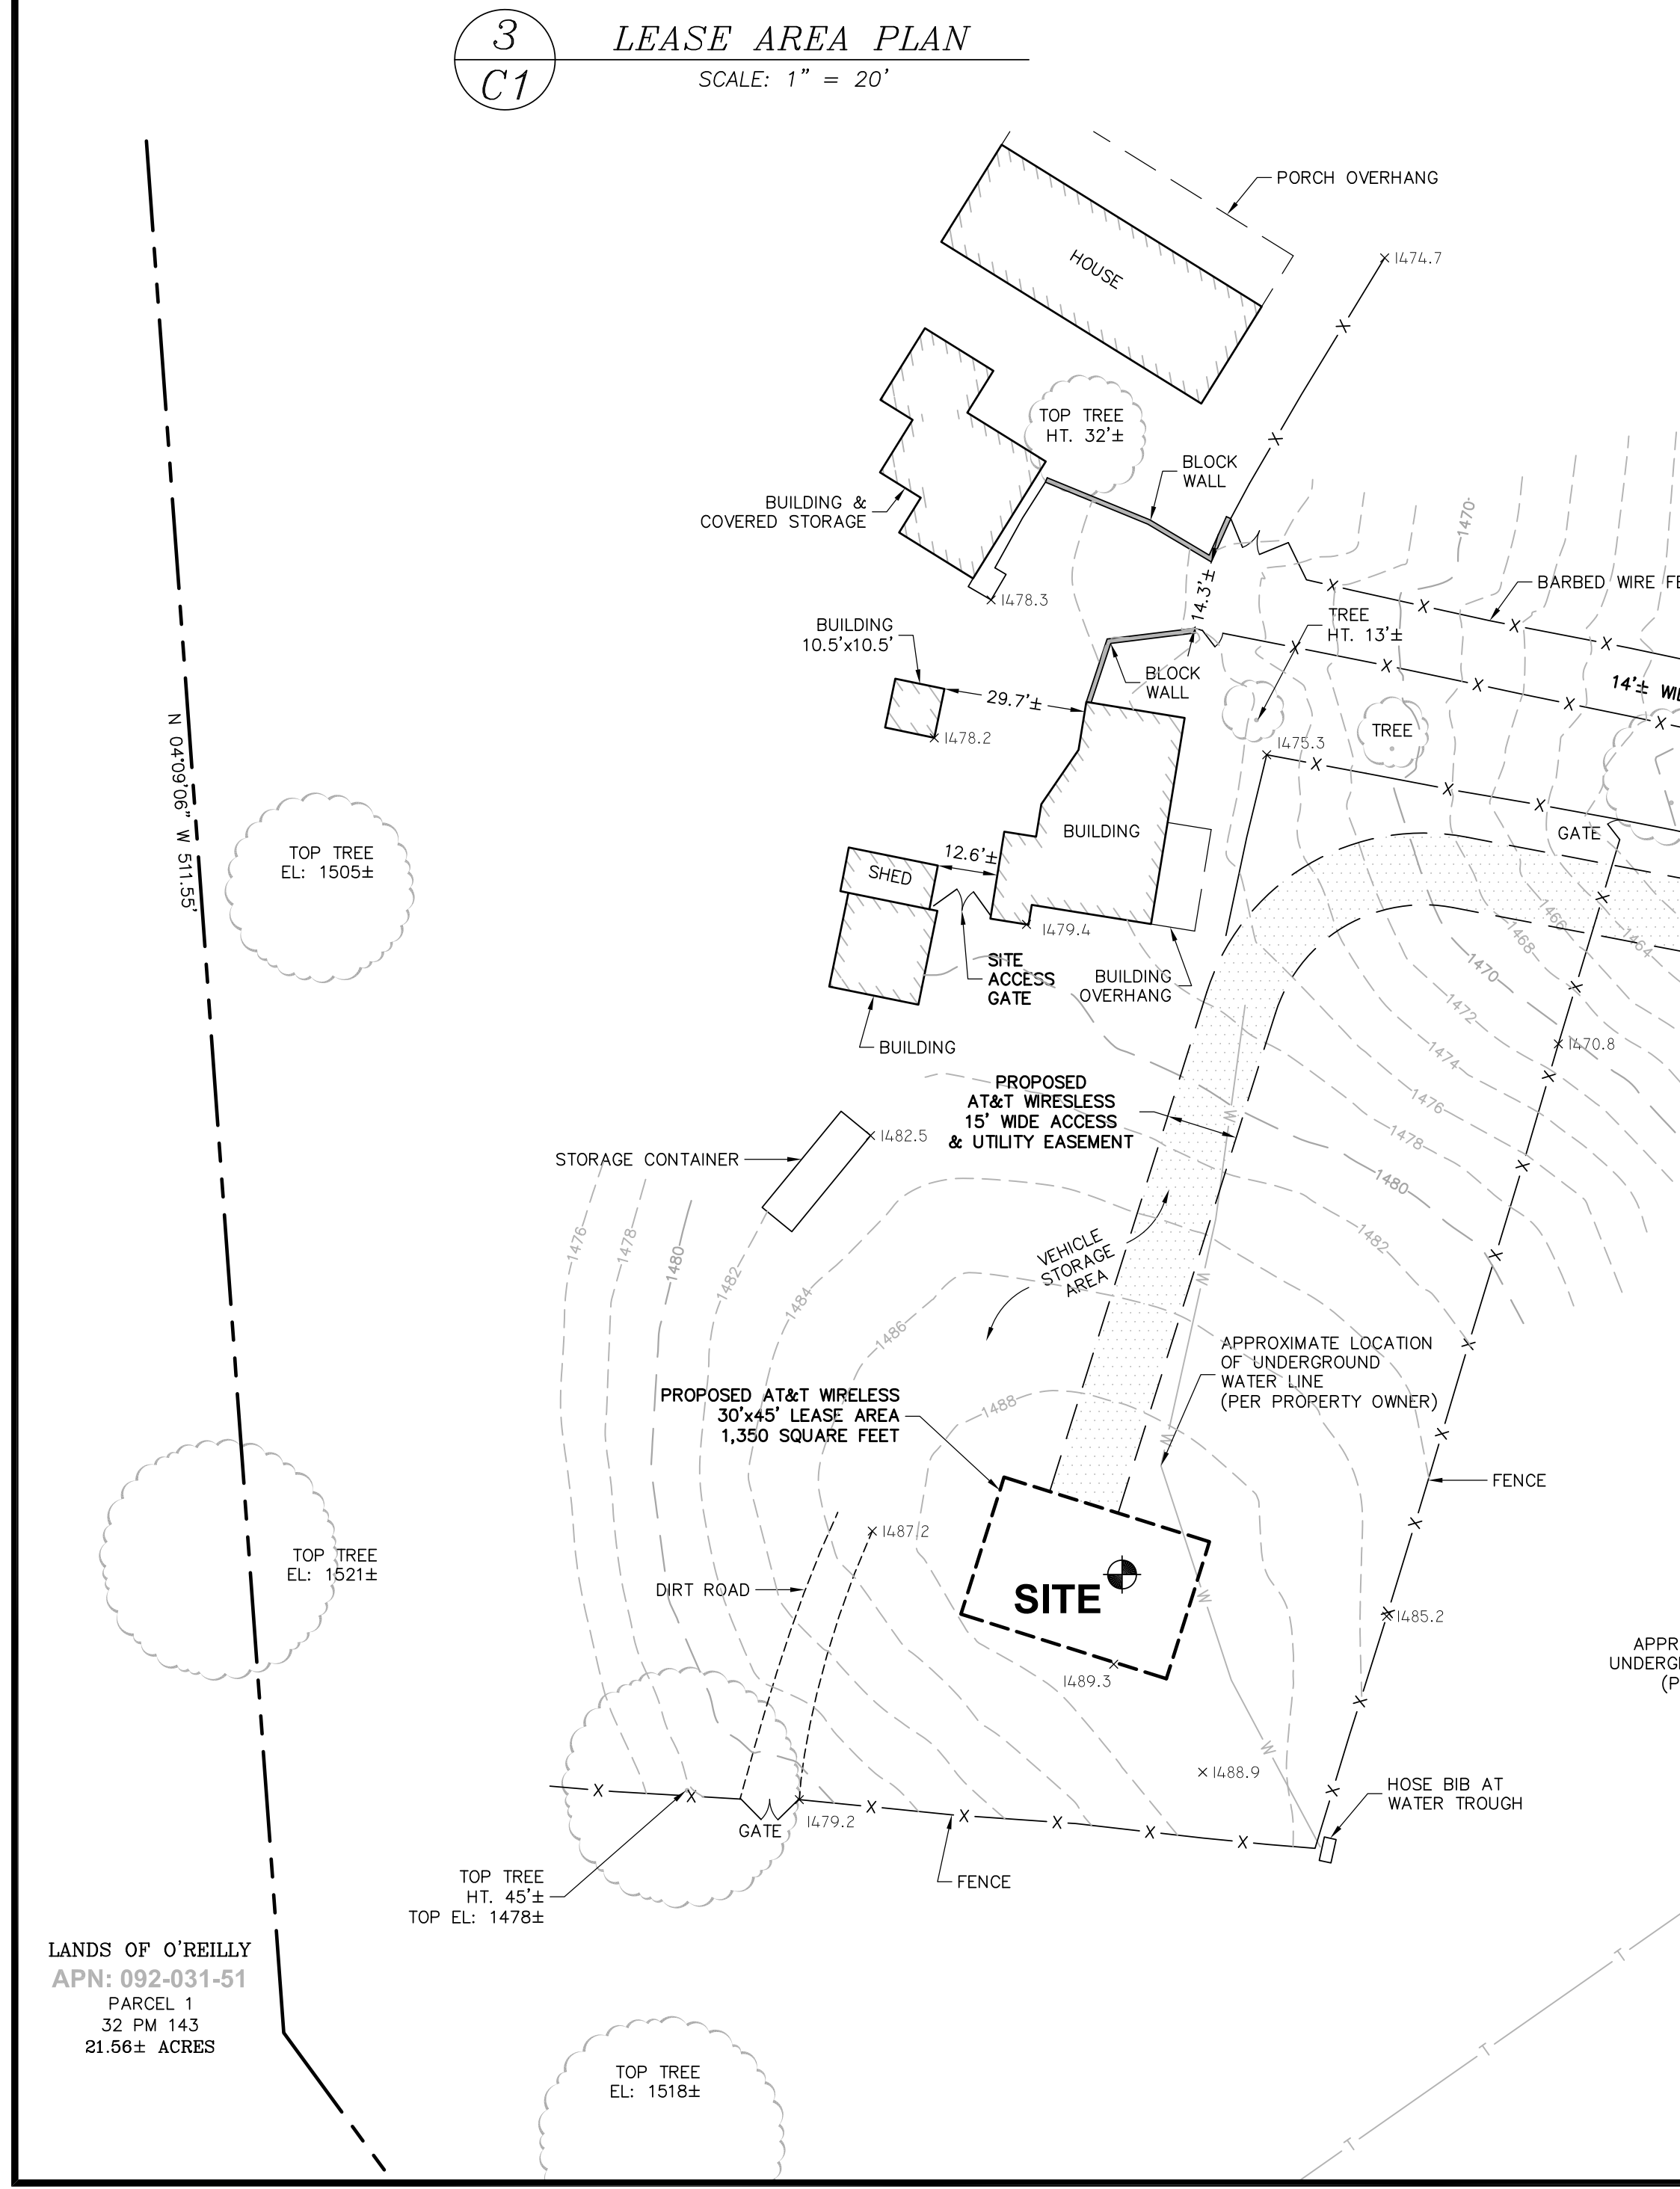 3
C1
LEASE AREA PLAN
SCALE: 1" = 20'
PORCH OVERHANG
HOUSE
1474.7
TOP TREE
HT. 32'±
BLOCK
WALL
BUILDING &
COVERED STORAGE
1478.3
14.3'±
1470
BARBED WIRE
TREE
HT. 13'±
BUILDING
10.5'x10.5'
BLOCK
WALL
29.7'±
14'±
1478.2
TREE
1475.3
N 04°09'06" W 511.55'
TOP TREE
EL: 1505±
BUILDING
GATE
12.6'±
SHED
1479.4
SITE
ACCESS
GATE
BUILDING
OVERHANG
BUILDING
1464
1466
1468
1470
1472
1474
1476
1478
1480
1482
1470.8
PROPOSED
AT&T WIRESLESS
15' WIDE ACCESS
& UTILITY EASEMENT
1482.5
STORAGE CONTAINER
VEHICLE
STORAGE
AREA
1476
1478
1480
1482
1484
1486
1488
APPROXIMATE LOCATION
OF UNDERGROUND
WATER LINE
(PER PROPERTY OWNER)
PROPOSED AT&T WIRELESS
30'x45' LEASE AREA
1,350 SQUARE FEET
FENCE
1487.2
TOP TREE
EL: 1521±
DIRT ROAD
SITE
1485.2
1489.3
1488.9
HOSE BIB AT
WATER TROUGH
GATE
1479.2
TOP TREE
HT. 45'±
TOP EL: 1478±
FENCE
LANDS OF O'REILLY
APN: 092-031-51
PARCEL 1
32 PM 143
21.56± ACRES
TOP TREE
EL: 1518±